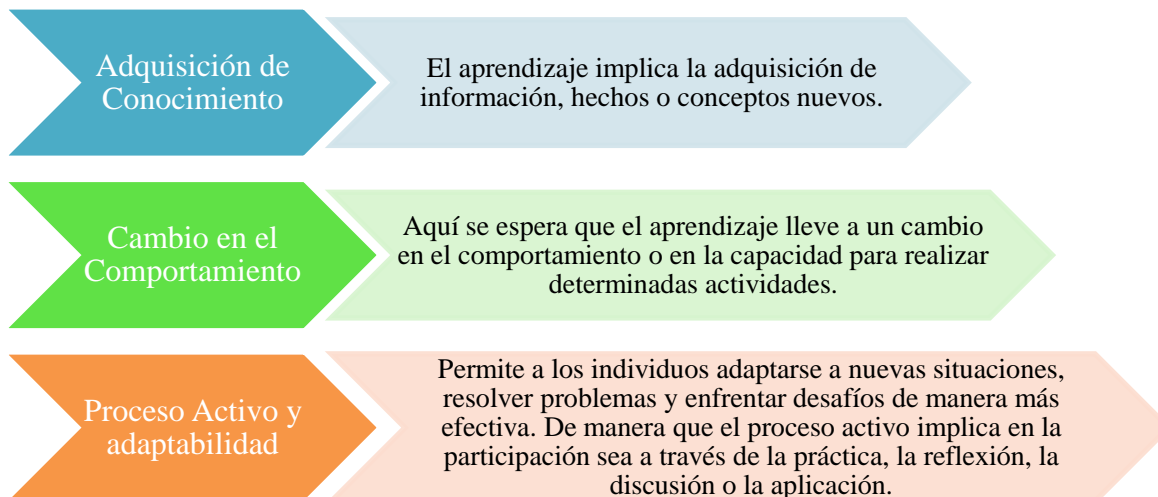 Adquisición de
Conocimiento
El aprendizaje implica la adquisición de
información, hechos o conceptos nuevos.
Cambio en el
Comportamiento
Aquí se espera que el aprendizaje lleve a un cambio
en el comportamiento o en la capacidad para realizar
determinadas actividades.
Proceso Activo y
adaptabilidad
Permite a los individuos adaptarse a nuevas situaciones,
resolver problemas y enfrentar desafíos de manera más
efectiva. De manera que el proceso activo implica en la
participación sea a través de la práctica, la reflexión, la
discusión o la aplicación.